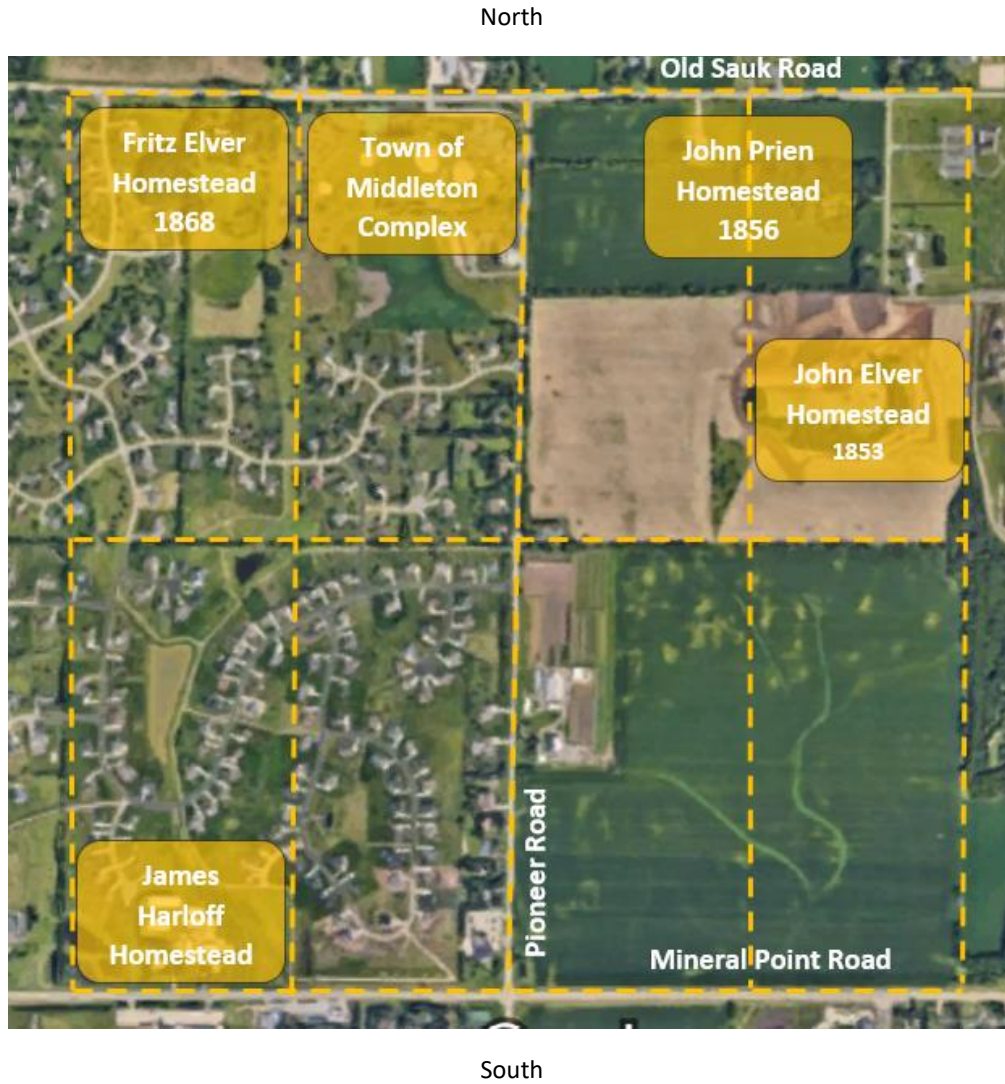 North
Old Sauk Road
Fritz Elver
Homestead
1868
Town of
Middleton
Complex
John Prien
Homestead
1856
John Elver
Homestead
1853
Pioneer Road
James
Harloff
Homestead
Mineral Point Road
South